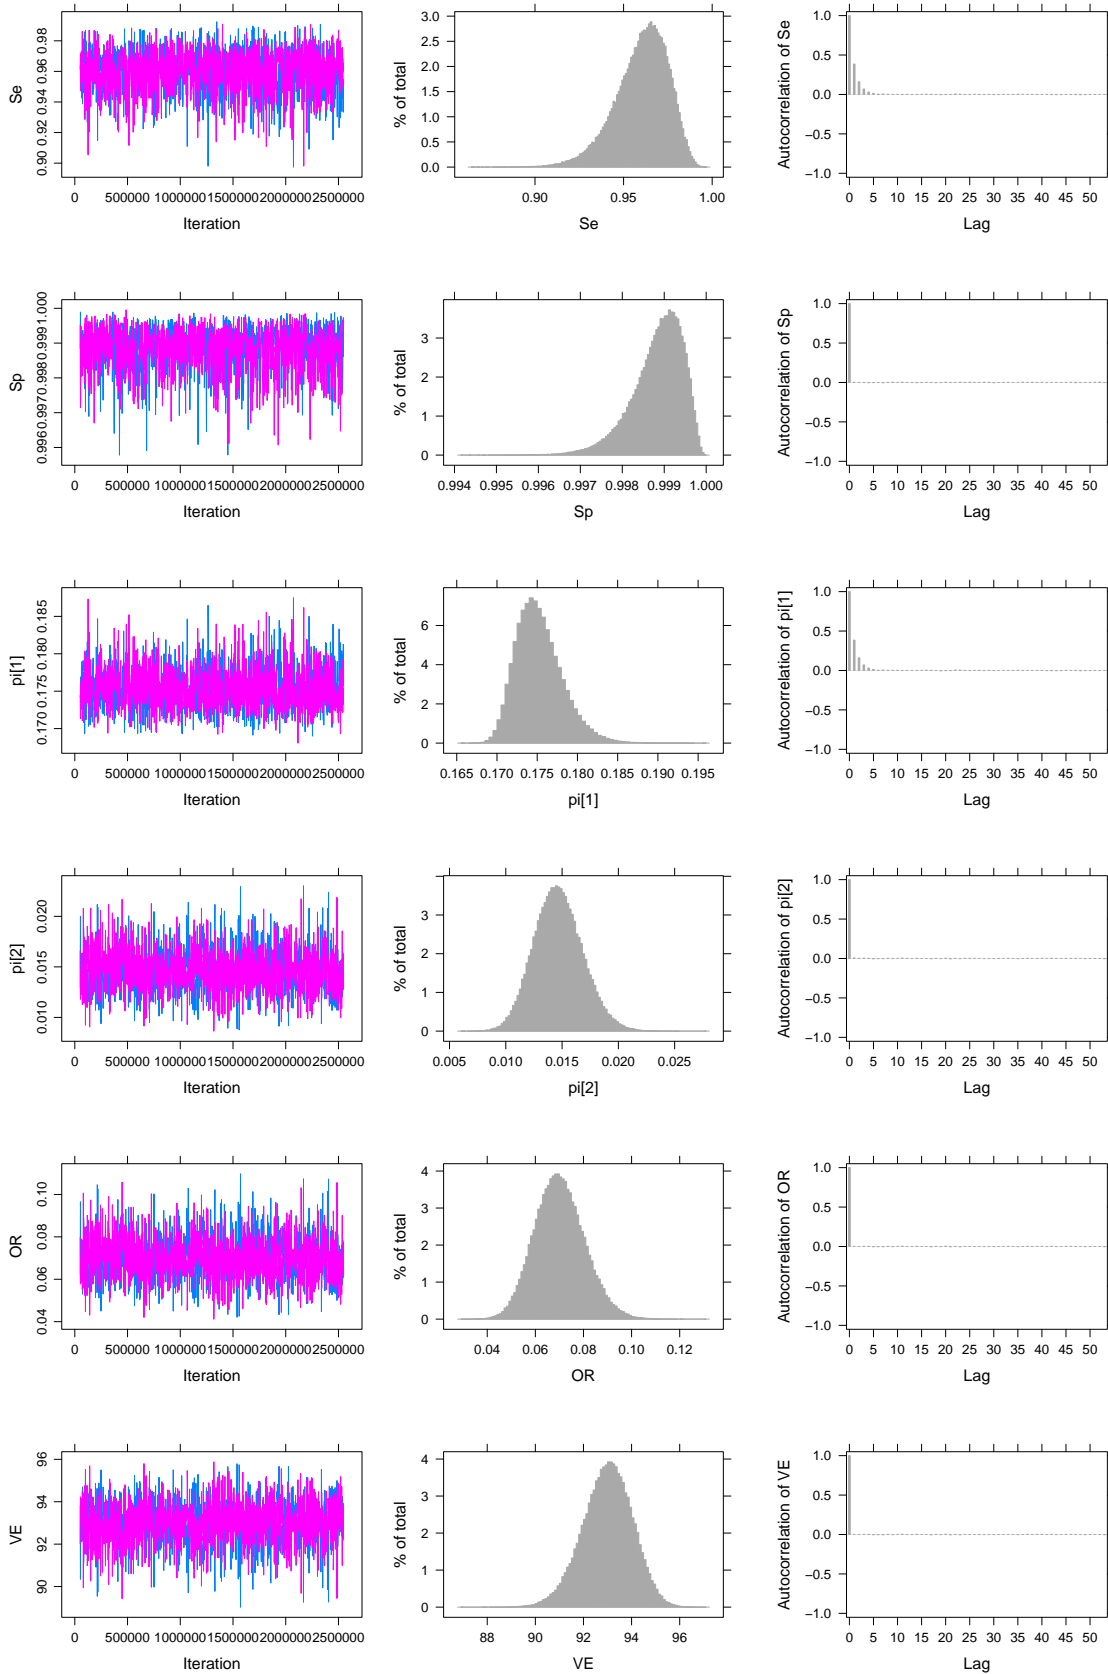 0.90 0.92 0.94 0.96 0.98
Se
0 500000 1000000 1500000 2000000 2500000
Iteration
3.0
2.5
2.0
1.5
1.0
0.5
0.0
% of total
0.90 0.95 1.00
Se
1.0
0.5
0.0
−0.5
−1.0
Autocorrelation of Se
0 5 10 15 20 25 30 35 40 45 50
Lag
0.996 0.997 0.998 0.999 1.000
Sp
0 500000 1000000 1500000 2000000 2500000
Iteration
3
2
1
0
% of total
0.994 0.995 0.996 0.997 0.998 0.999 1.000
Sp
1.0
0.5
0.0
−0.5
−1.0
Autocorrelation of Sp
0 5 10 15 20 25 30 35 40 45 50
Lag
0.170 0.175 0.180 0.185
pi[1]
0 500000 1000000 1500000 2000000 2500000
Iteration
6
4
2
0
% of total
0.165 0.170 0.175 0.180 0.185 0.190 0.195
pi[1]
1.0
0.5
0.0
−0.5
−1.0
Autocorrelation of pi[1]
0 5 10 15 20 25 30 35 40 45 50
Lag
0.010 0.015 0.020
pi[2]
0 500000 1000000 1500000 2000000 2500000
Iteration
3
2
1
0
% of total
0.005 0.010 0.015 0.020 0.025
pi[2]
1.0
0.5
0.0
−0.5
−1.0
Autocorrelation of pi[2]
0 5 10 15 20 25 30 35 40 45 50
Lag
0.04 0.06 0.08 0.10
OR
0 500000 1000000 1500000 2000000 2500000
Iteration
4
3
2
1
0
% of total
0.04 0.06 0.08 0.10 0.12
OR
1.0
0.5
0.0
−0.5
−1.0
Autocorrelation of OR
0 5 10 15 20 25 30 35 40 45 50
Lag
90 92 94 96
VE
0 500000 1000000 1500000 2000000 2500000
Iteration
4
3
2
1
0
% of total
88 90 92 94 96
VE
1.0
0.5
0.0
−0.5
−1.0
Autocorrelation of VE
0 5 10 15 20 25 30 35 40 45 50
Lag